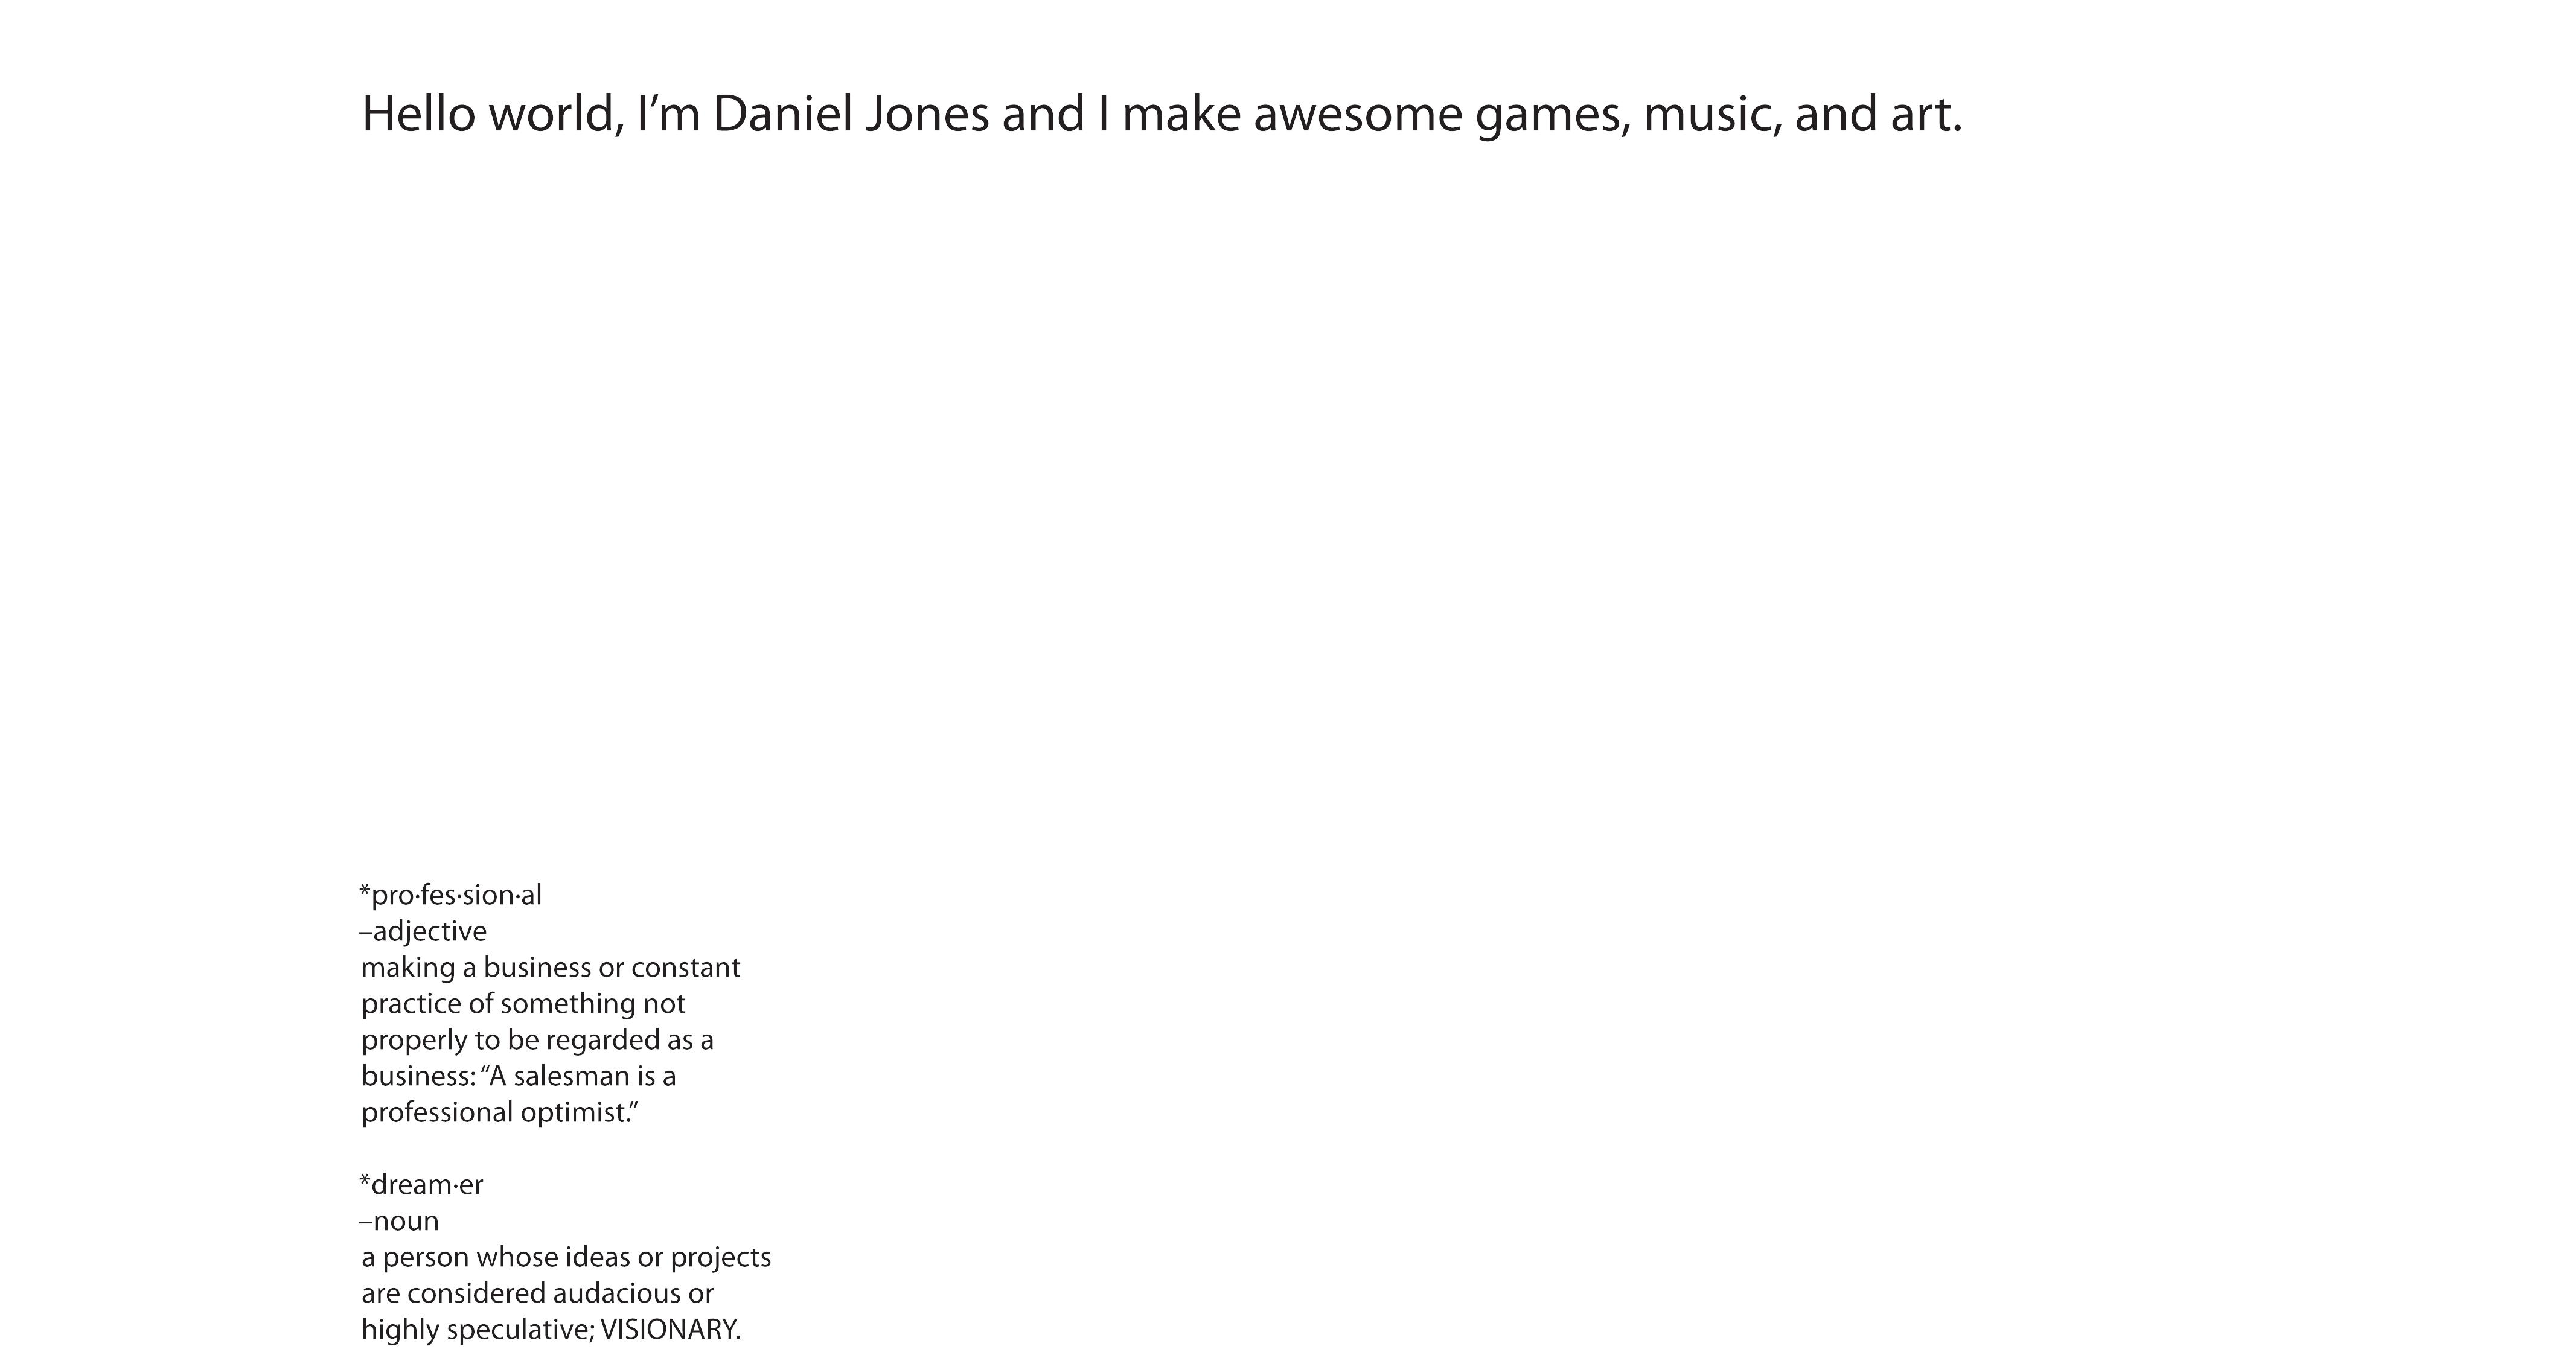 Hello world, I’m Daniel Jones and I make awesome games, music, and art.
*pro·fes·sion·al
–adjective
making a business or constant
practice of something not
properly to be regarded as a
business: “A salesman is a
professional optimist.”
*dream·er
–noun
a person whose ideas or projects
are considered audacious or
highly speculative; VISIONARY.